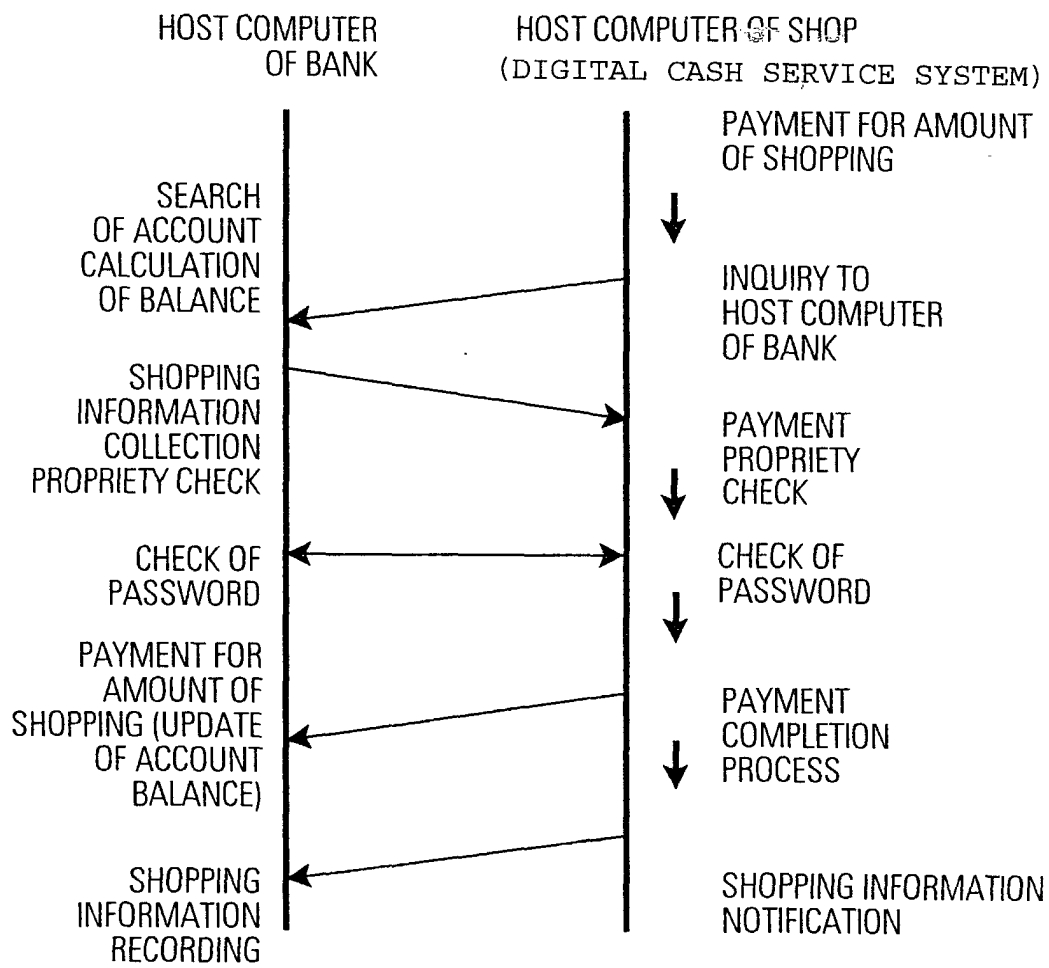 HOST COMPUTER
OF BANK
HOST COMPUTER OF SHOP
(DIGITAL CASH SERVICE SYSTEM)
PAYMENT FOR AMOUNT
OF SHOPPING
SEARCH
OF ACCOUNT
CALCULATION
OF BALANCE
INQUIRY TO
HOST COMPUTER
OF BANK
SHOPPING
INFORMATION
COLLECTION
PROPRIETY CHECK
PAYMENT
PROPRIETY
CHECK
CHECK OF
PASSWORD
CHECK OF
PASSWORD
PAYMENT FOR
AMOUNT OF
SHOPPING (UPDATE
OF ACCOUNT
BALANCE)
PAYMENT
COMPLETION
PROCESS
SHOPPING
INFORMATION
RECORDING
SHOPPING INFORMATION
NOTIFICATION